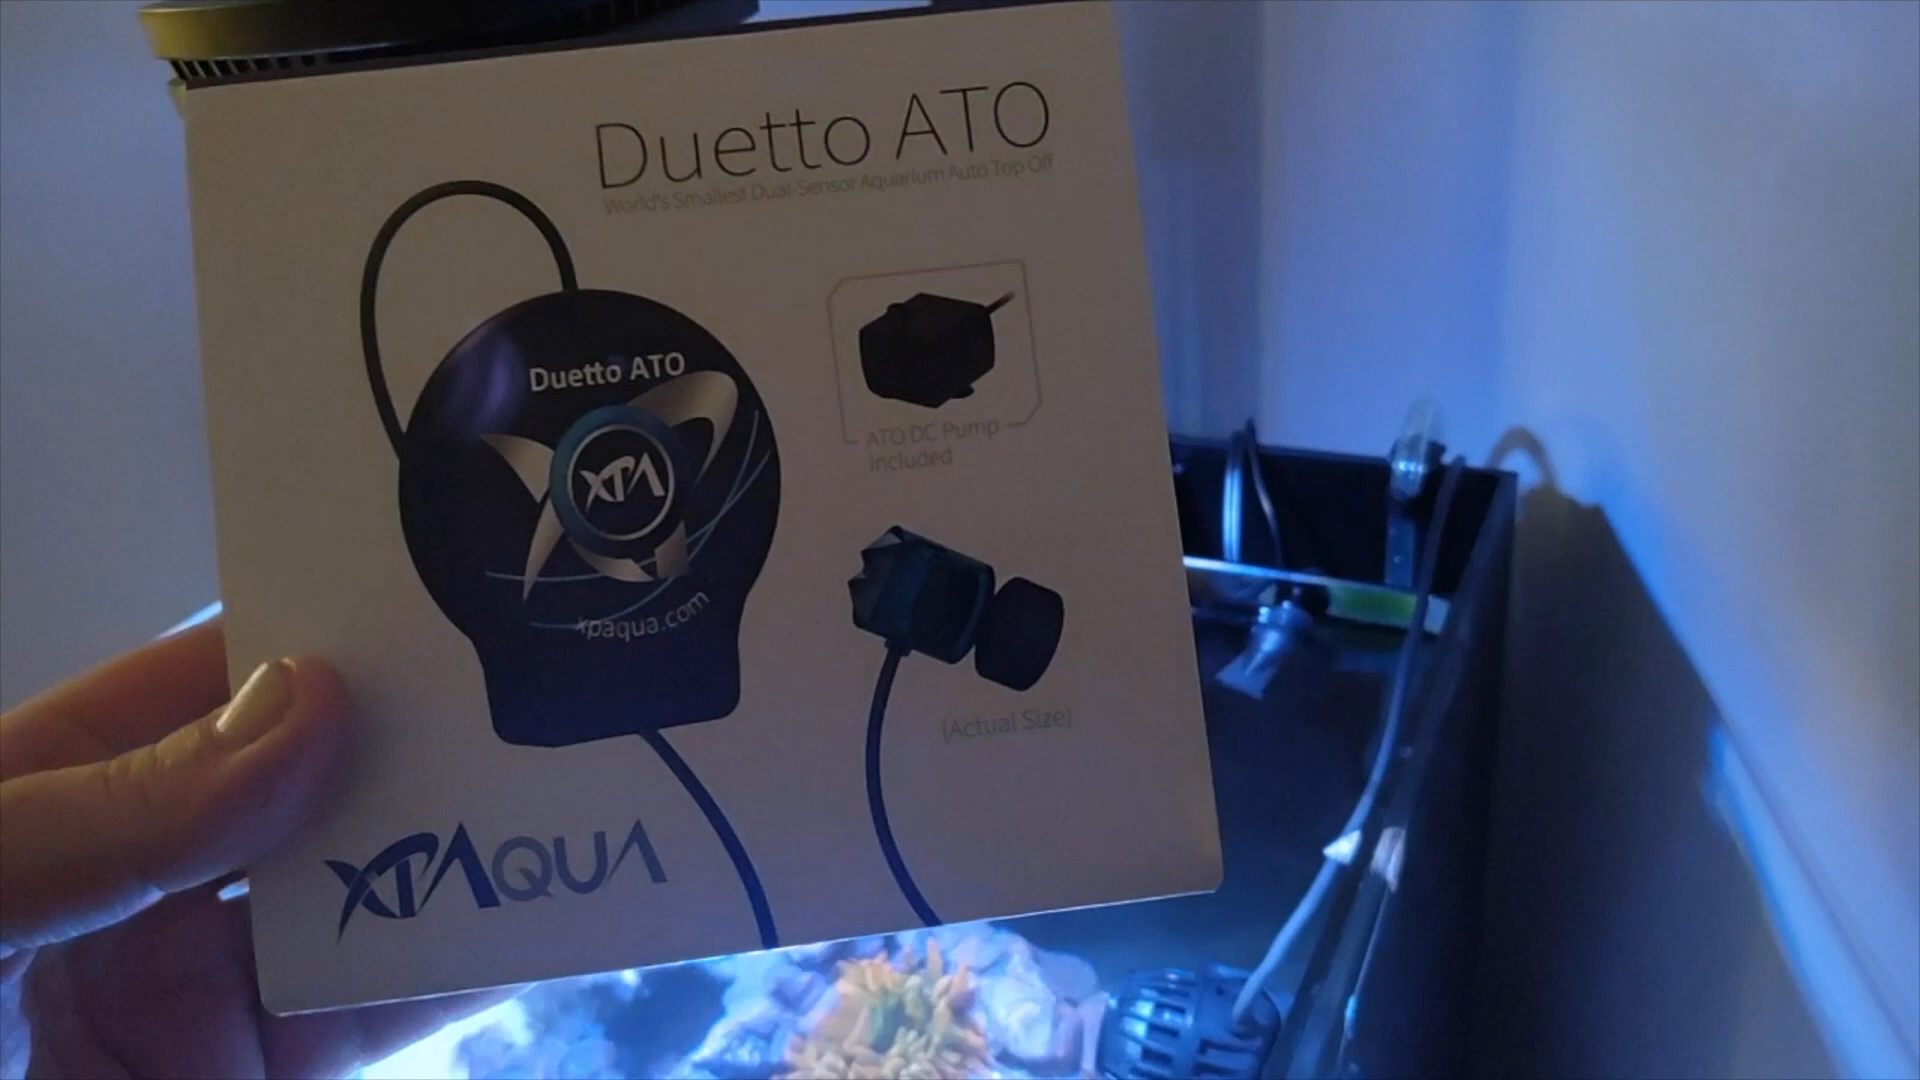 Duetto ATO
World's Smallest Dual Sensor Aquarium Auto Top Off
Duetto ATO
XPA
xpaqua.com
ATO DC Pump
Included
(Actual Size)
XPAQUA